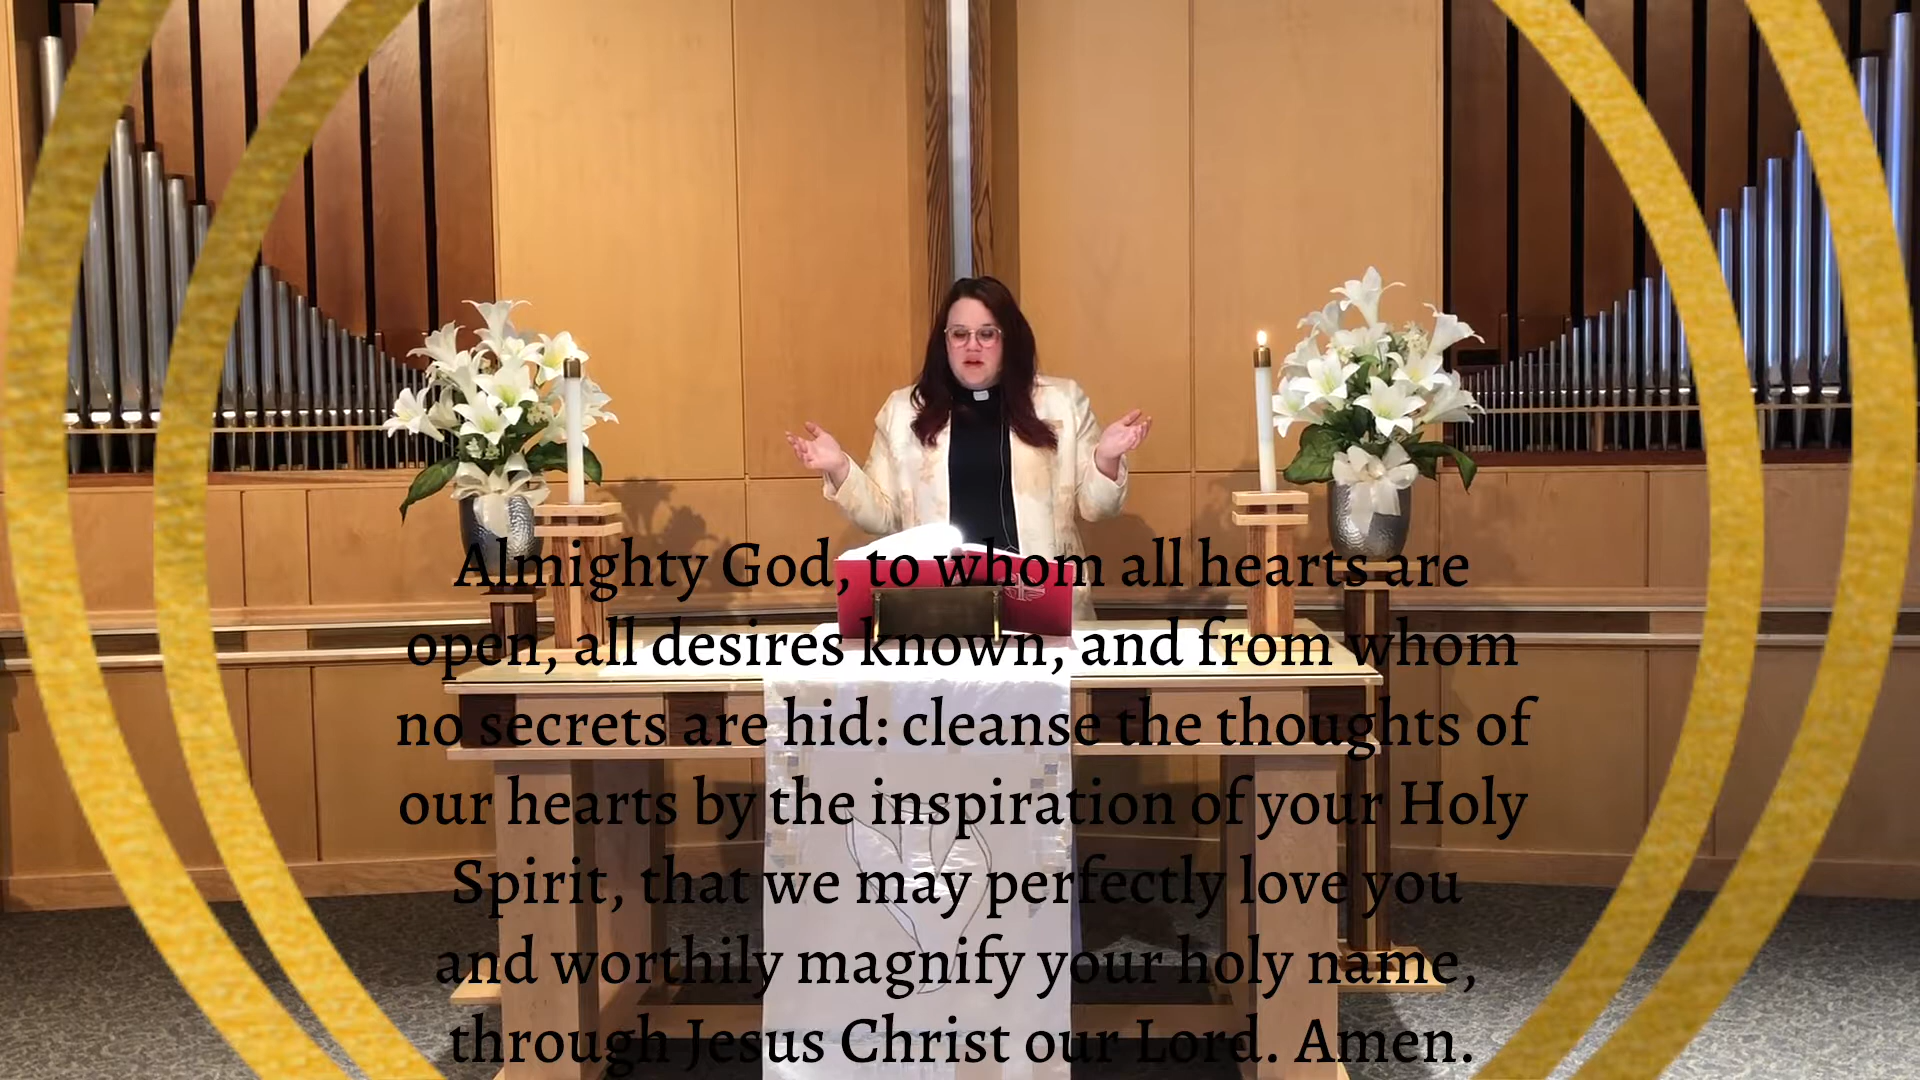 Almighty God, to whom all hearts are
open, all desires known, and from whom
no secrets are hid: cleanse the thoughts of
our hearts by the inspiration of your Holy
Spirit, that we may perfectly love you
and worthily magnify your holy name,
through Jesus Christ our Lord. Amen.